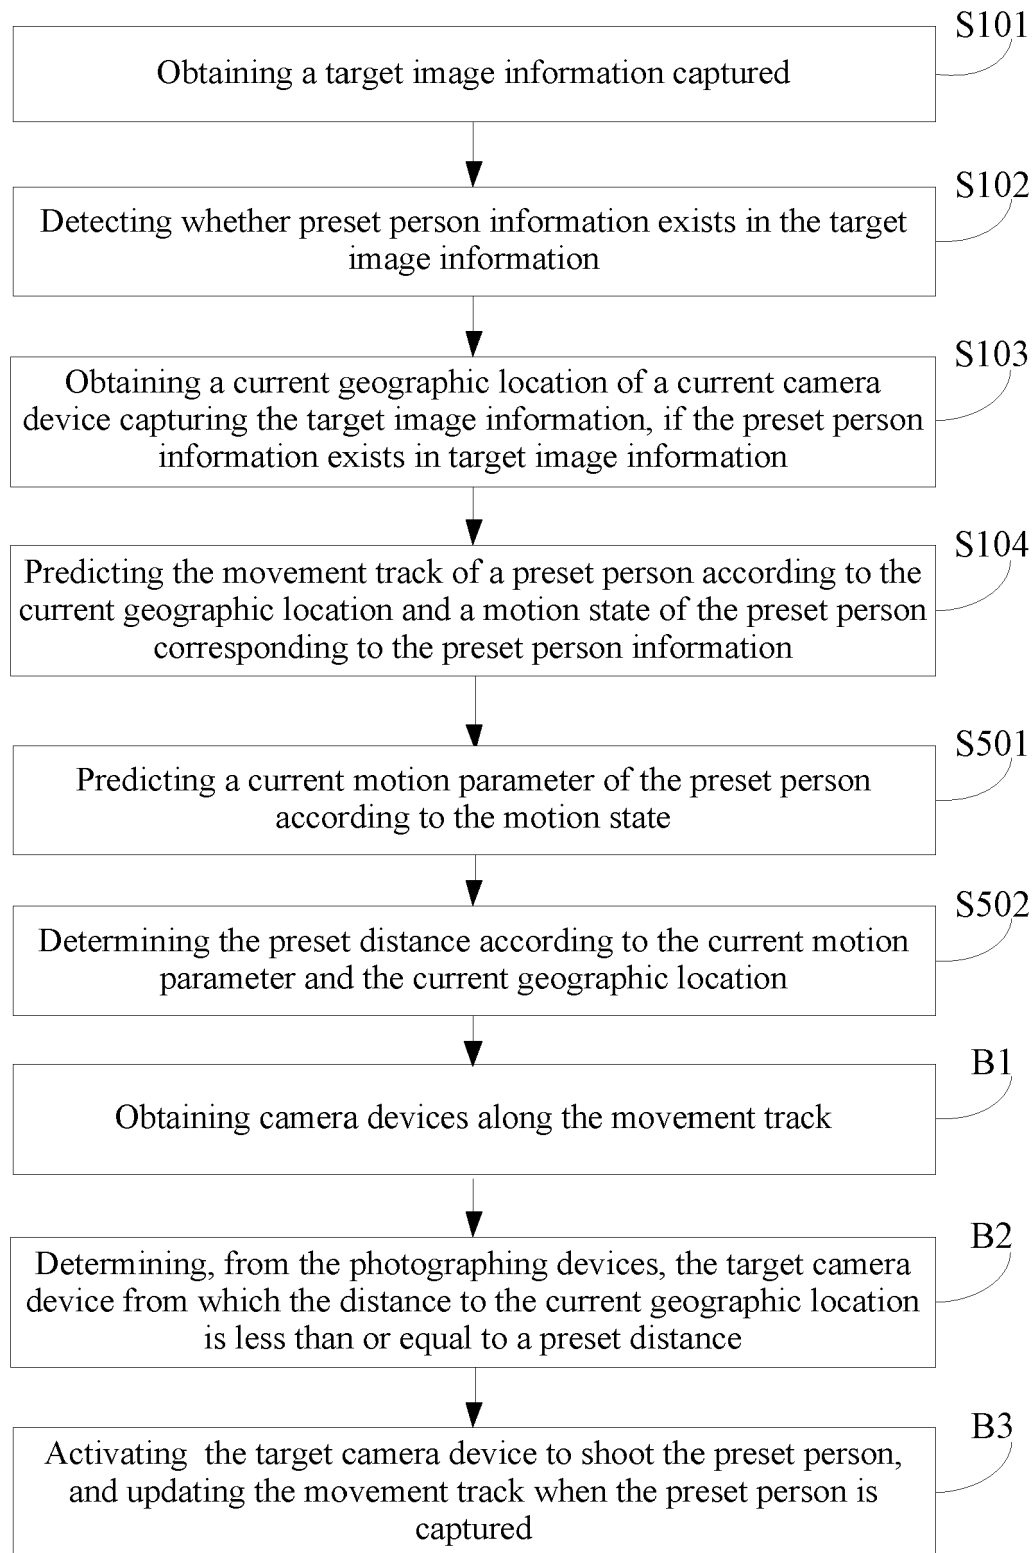 S101
Obtaining a target image information captured
S102
Detecting whether preset person information exists in the target
image information
S103
Obtaining a current geographic location of a current camera
device capturing the target image information, if the preset person
information exists in target image information
S104
Predicting the movement track of a preset person according to the
current geographic location and a motion state of the preset person
corresponding to the preset person information
S501
Predicting a current motion parameter of the preset person
according to the motion state
S502
Determining the preset distance according to the current motion
parameter and the current geographic location
B1
Obtaining camera devices along the movement track
B2
Determining, from the photographing devices, the target camera
device from which the distance to the current geographic location
is less than or equal to a preset distance
B3
Activating the target camera device to shoot the preset person,
and updating the movement track when the preset person is
captured